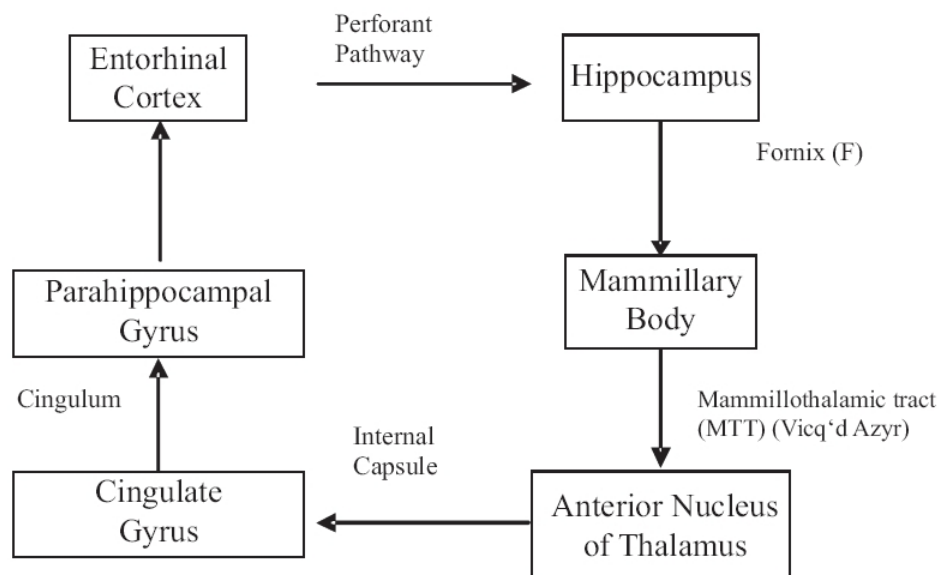 Perforant
Pathway
Entorhinal
Cortex
Hippocampus
Fornix (F)
Parahippocampal
Gyrus
Mammillary
Body
Cingulum
Mammillothalamic tract
(MTT) (Vicq‘d Azyr)
Internal
Capsule
Cingulate
Gyrus
Anterior Nucleus
of Thalamus